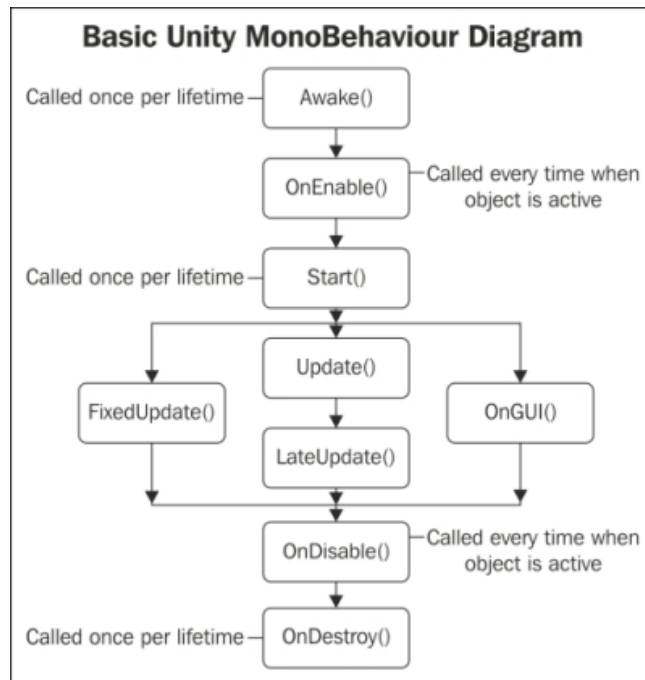 Basic Unity MonoBehaviour Diagram
Called once per lifetime
Awake()
OnEnable()
Called every time when
object is active
Called once per lifetime
Start()
Update()
FixedUpdate()
OnGUI()
LateUpdate()
OnDisable()
Called every time when
object is active
Called once per lifetime
OnDestroy()